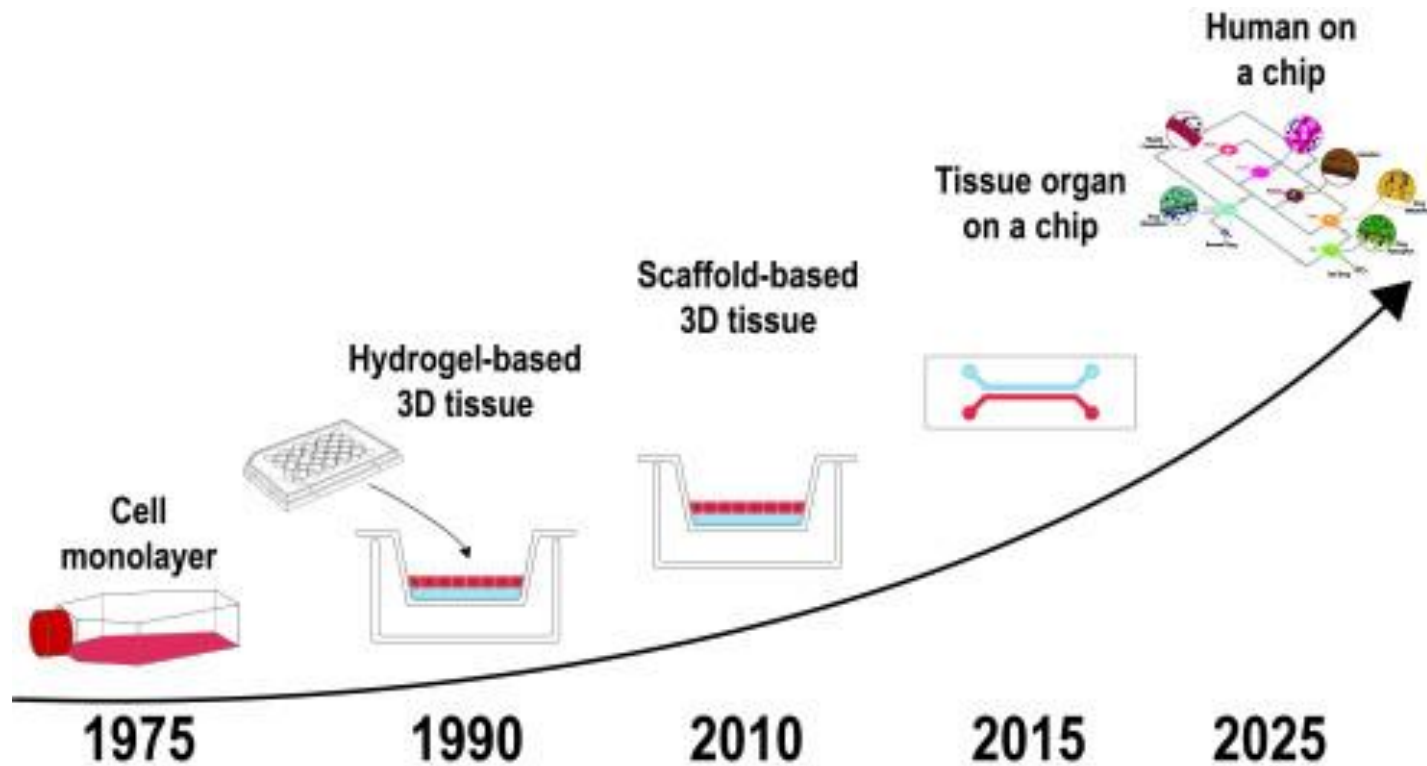 Human on
a chip
Tissue organ
on a chip
Scaffold-based
3D tissue
Hydrogel-based
3D tissue
Cell
monolayer
1975
1990
2010
2015
2025